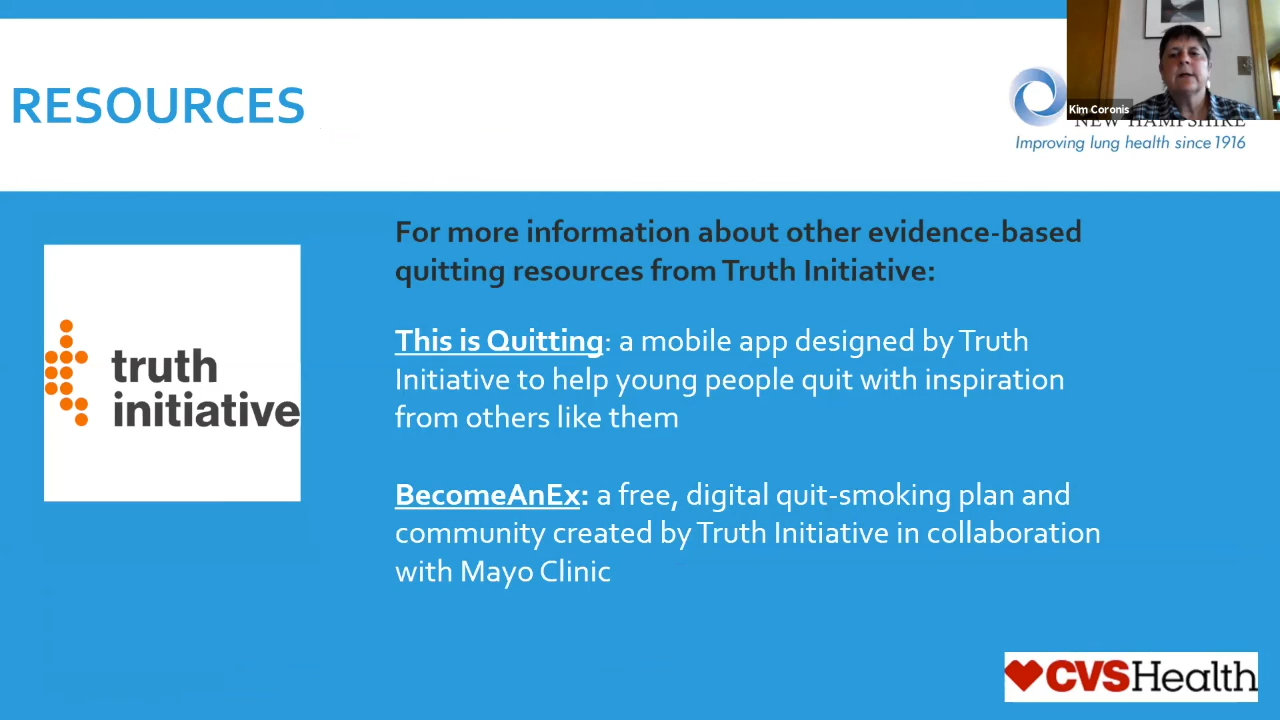 RESOURCES
Kim Coronis
NEW HAMPSHIRE
Improving lung health since 1916
For more information about other evidence-based
quitting resources from Truth Initiative:
truth
initiative
This is Quitting: a mobile app designed by Truth
Initiative to help young people quit with inspiration
from others like them
BecomeAnEx: a free, digital quit-smoking plan and
community created by Truth Initiative in collaboration
with Mayo Clinic
CVSHealth